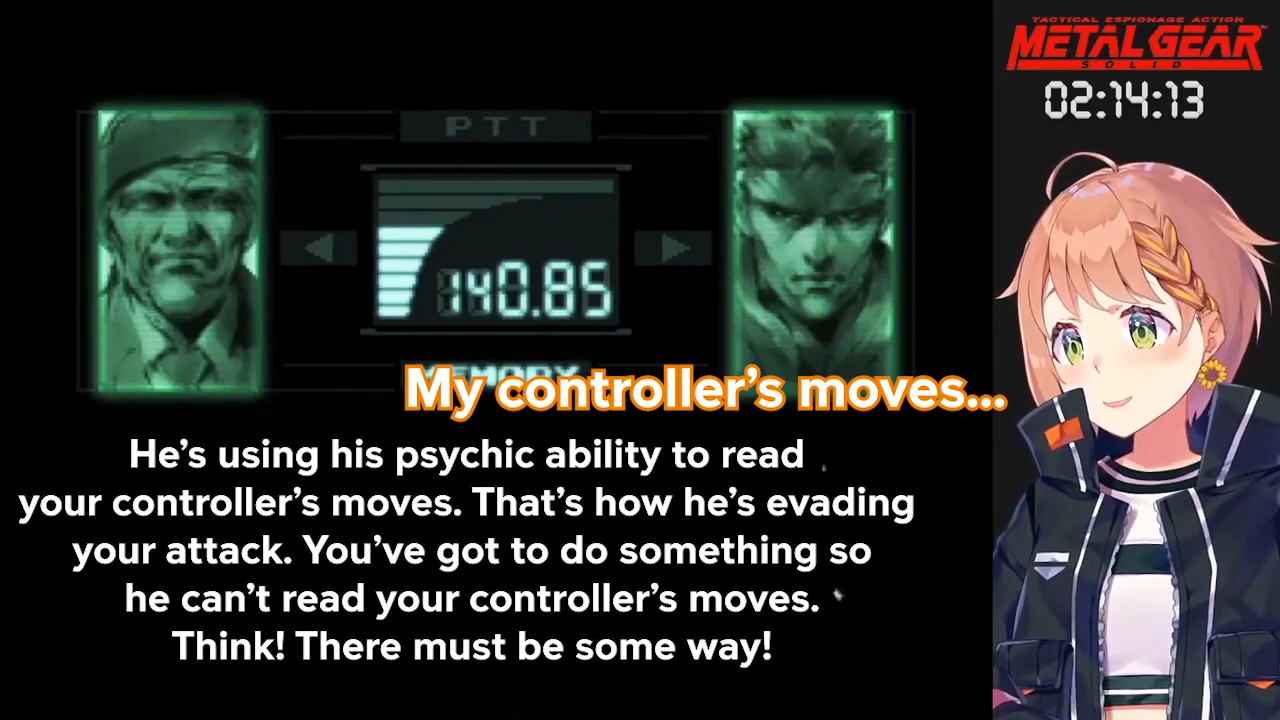 TACTICAL ESPIONAGE ACTION
METAL GEAR
SOLID
02:14:13
PTT
140.85
MEMORY
My controller's moves...
He's using his psychic ability to read
your controller's moves. That's how he's evading
your attack. You've got to do something so
he can't read your controller's moves.
Think! There must be some way!